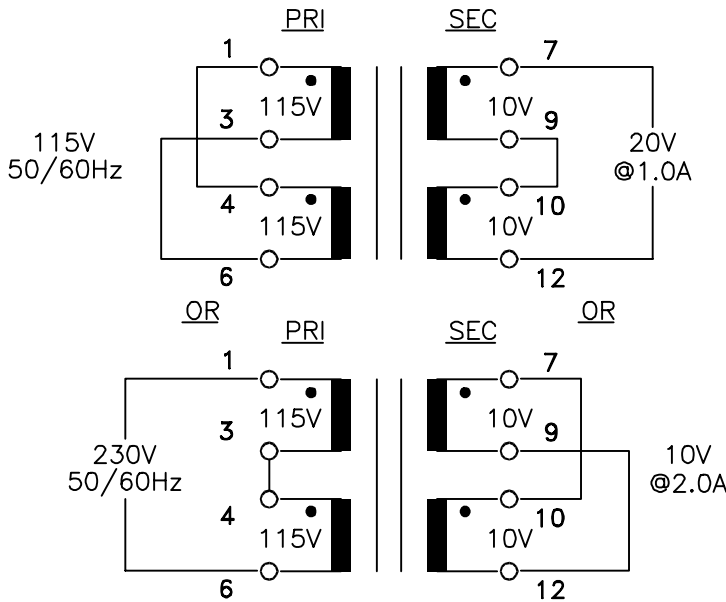 PRI SEC
1 7
115V 10V
3 9
115V
50/60Hz
20V
@1.0A
4 10
115V 10V
6 12
OR OR
PRI SEC
1 7
115V 10V
3 9
230V
50/60Hz
10V
@2.0A
4 10
115V 10V
6 12